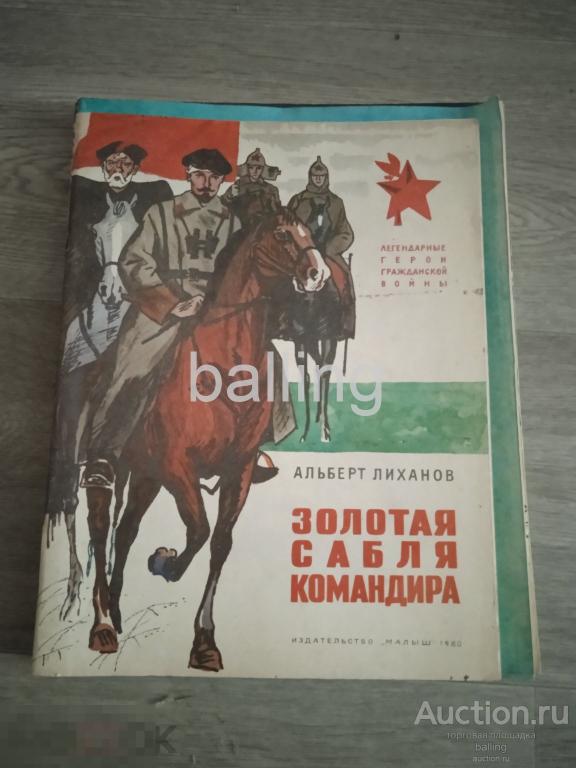 ЛЕГЕНДАРНЫЕ
ГЕРОИ
ГРАЖДАНСКОЙ
ВОЙНЫ
balling
АЛЬБЕРТ ЛИХАНОВ
ЗОЛОТАЯ
САБЛЯ
КОМАНДИРА
ИЗДАТЕЛЬСТВО „МАЛЫШ" 1980
Auction.ru
торговая площадка
balling
auction.ru